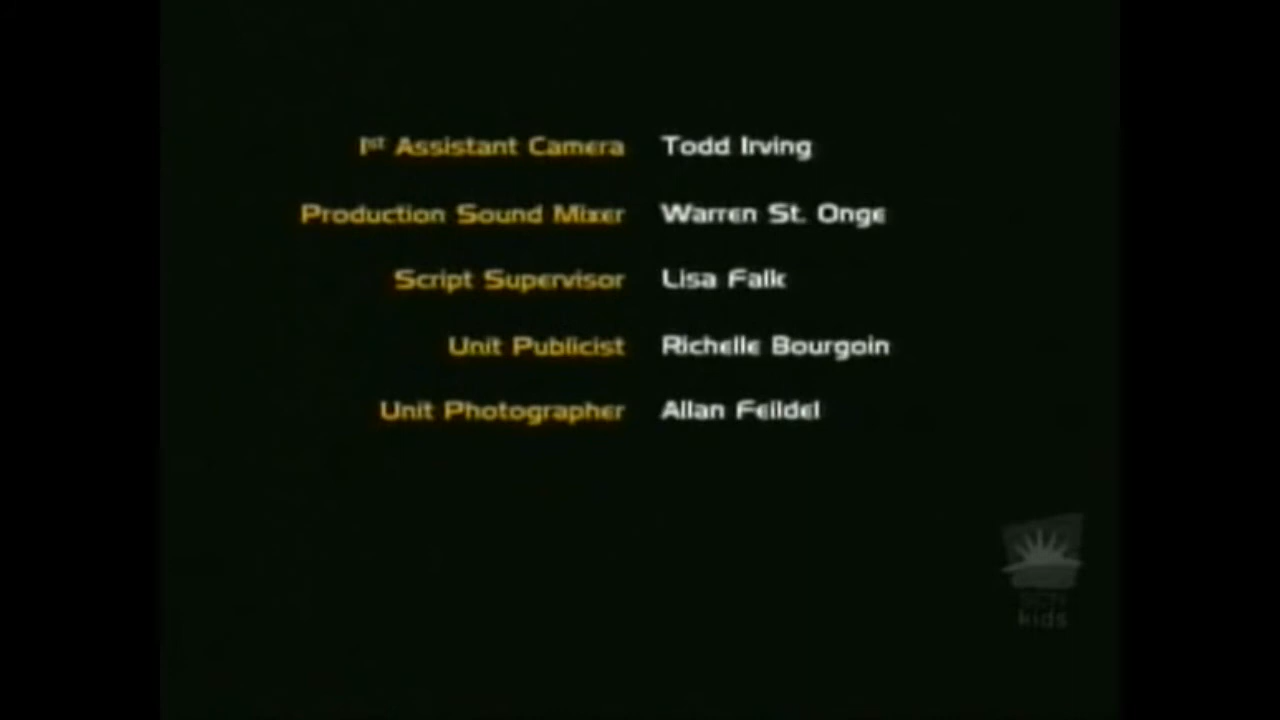 1st Assistant Camera Todd Irving
Production Sound Mixer Warren St. Onge
Script Supervisor Lisa Falk
Unit Publicist Richelle Bourgoin
Unit Photographer Allan Feildel
kids